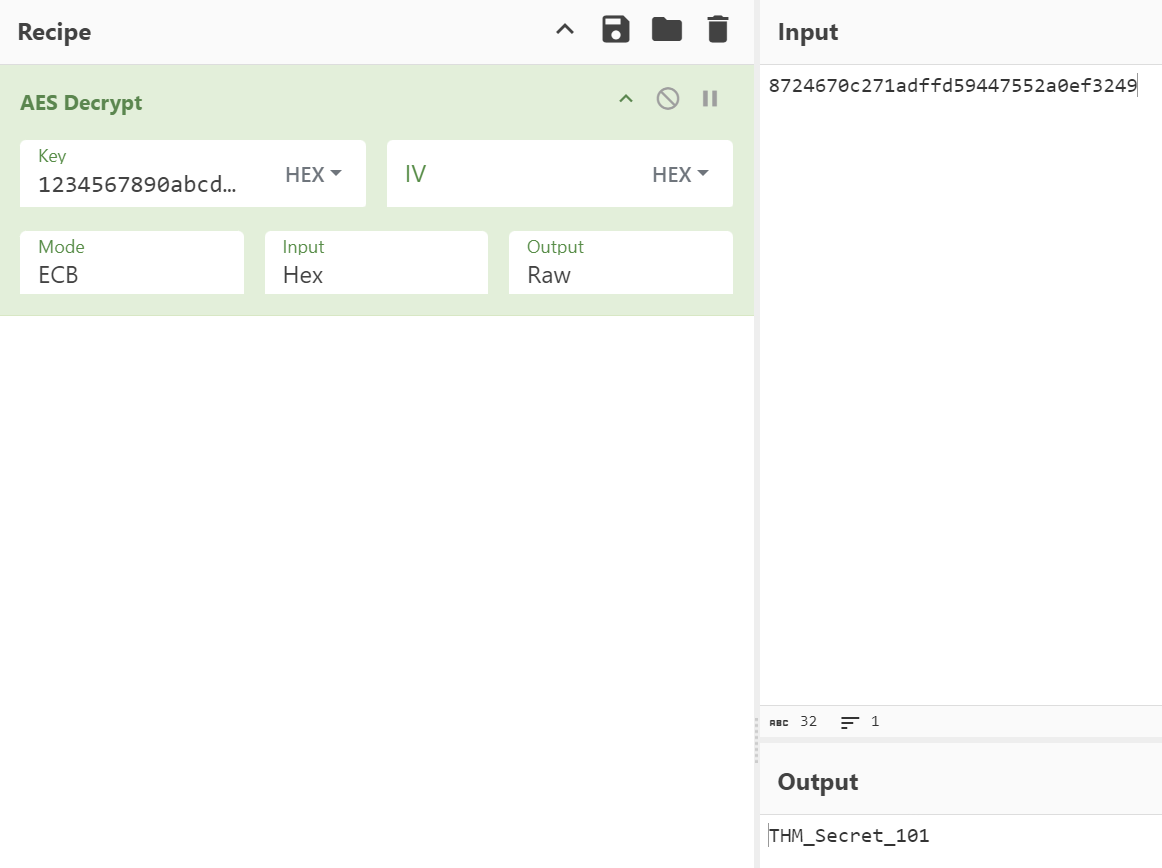 Recipe
AES Decrypt
Key
1234567890abcd...
HEX
IV
HEX
Mode
ECB
Input
Hex
Output
Raw
Input
8724670c271adffd59447552a0ef3249
ABC 32 1
Output
THM_Secret_101